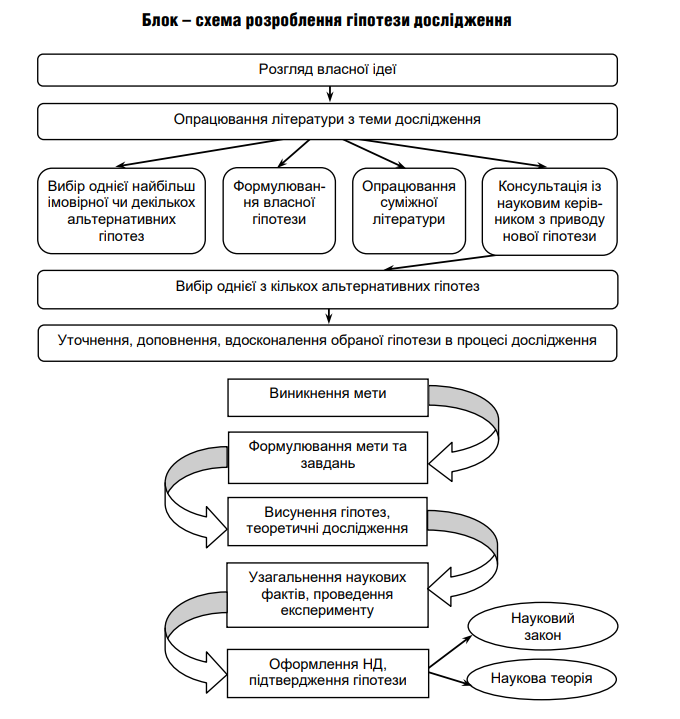 Блок – схема розроблення гіпотези дослідження
Розгляд власної ідеї
Опрацювання літератури з теми дослідження
Вибір однієї найбільш
імовірної чи декількох
альтернативних
гіпотез
Формулюван-
ня власної
гіпотези
Опрацювання
суміжної
літератури
Консультація із
науковим керів-
ником з приводу
нової гіпотези
Вибір однієї з кількох альтернативних гіпотез
Уточнення, доповнення, вдосконалення обраної гіпотези в процесі дослідження
Виникнення мети
Формулювання мети та
завдань
Висунення гіпотез,
теоретичні дослідження
Узагальнення наукових
фактів, проведення
експерименту
Оформлення НД,
підтвердження гіпотези
Науковий
закон
Наукова теорія